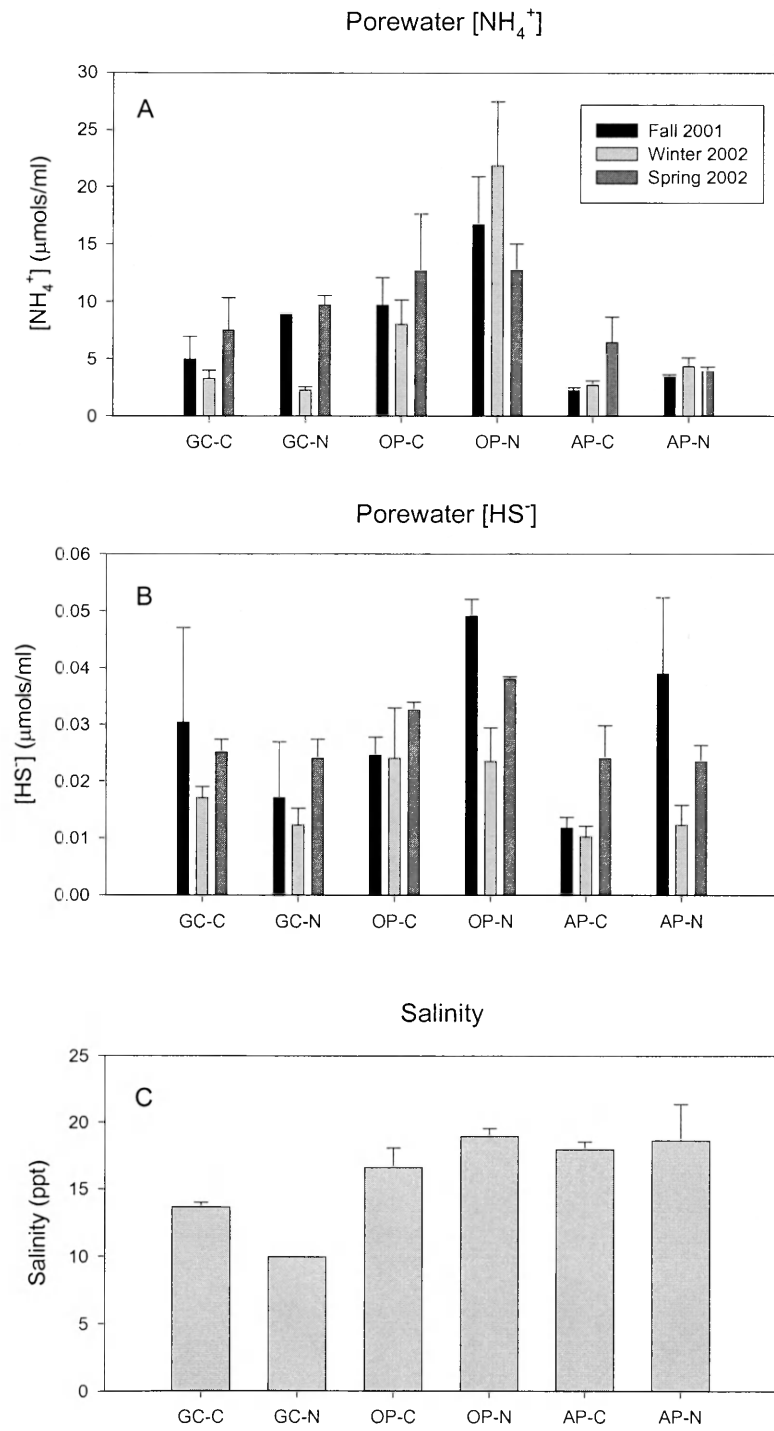 Porewater [NH₄⁺]
A
Fall 2001
Winter 2002
Spring 2002
[NH₄⁺] (μmols/ml)
30
25
20
15
10
5
0
GC-C GC-N OP-C OP-N AP-C AP-N
Porewater [HS⁻]
B
[HS⁻] (μmols/ml)
0.06
0.05
0.04
0.03
0.02
0.01
0.00
GC-C GC-N OP-C OP-N AP-C AP-N
Salinity
C
Salinity (ppt)
25
20
15
10
5
0
GC-C GC-N OP-C OP-N AP-C AP-N